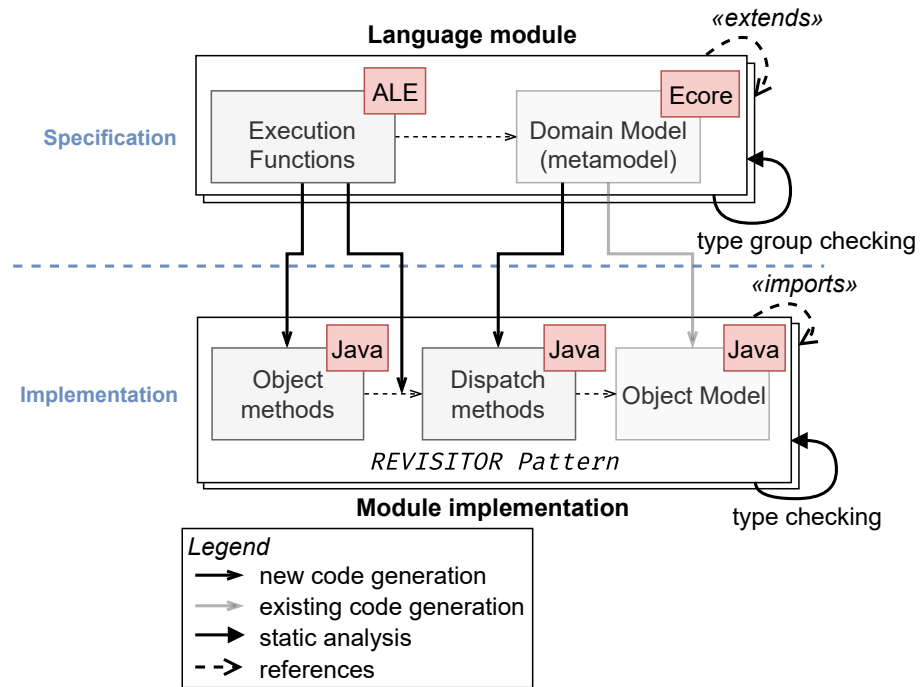 «extends»
Language module
ALE
Ecore
Specification
Execution
Functions
Domain Model
(metamodel)
type group checking
«imports»
Java
Java
Java
Implementation
Object
methods
Dispatch
methods
Object Model
REVISITOR Pattern
Module implementation
type checking
Legend
new code generation
existing code generation
static analysis
references